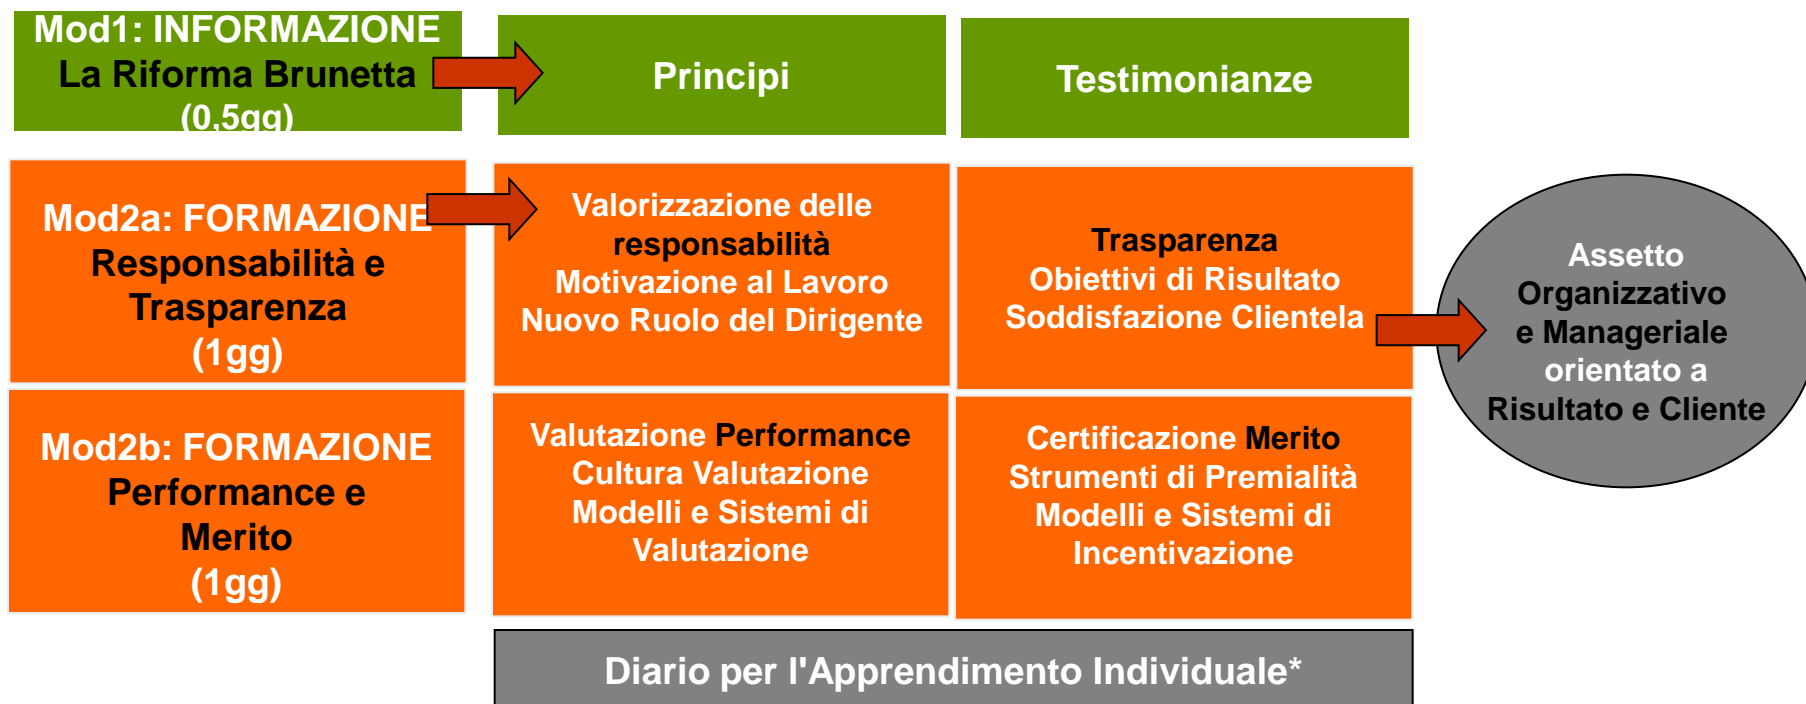 Mod1: INFORMAZIONE
La Riforma Brunetta
(0,5gg)
Principi
Testimonianze
Mod2a: FORMAZIONE
Responsabilità e
Trasparenza
(1gg)
Valorizzazione delle
responsabilità
Motivazione al Lavoro
Nuovo Ruolo del Dirigente
Trasparenza
Obiettivi di Risultato
Soddisfazione Clientela
Assetto
Organizzativo
e Manageriale
orientato a
Risultato e Cliente
Mod2b: FORMAZIONE
Performance e
Merito
(1gg)
Valutazione Performance
Cultura Valutazione
Modelli e Sistemi di
Valutazione
Certificazione Merito
Strumenti di Premialità
Modelli e Sistemi di
Incentivazione
Diario per l'Apprendimento Individuale*